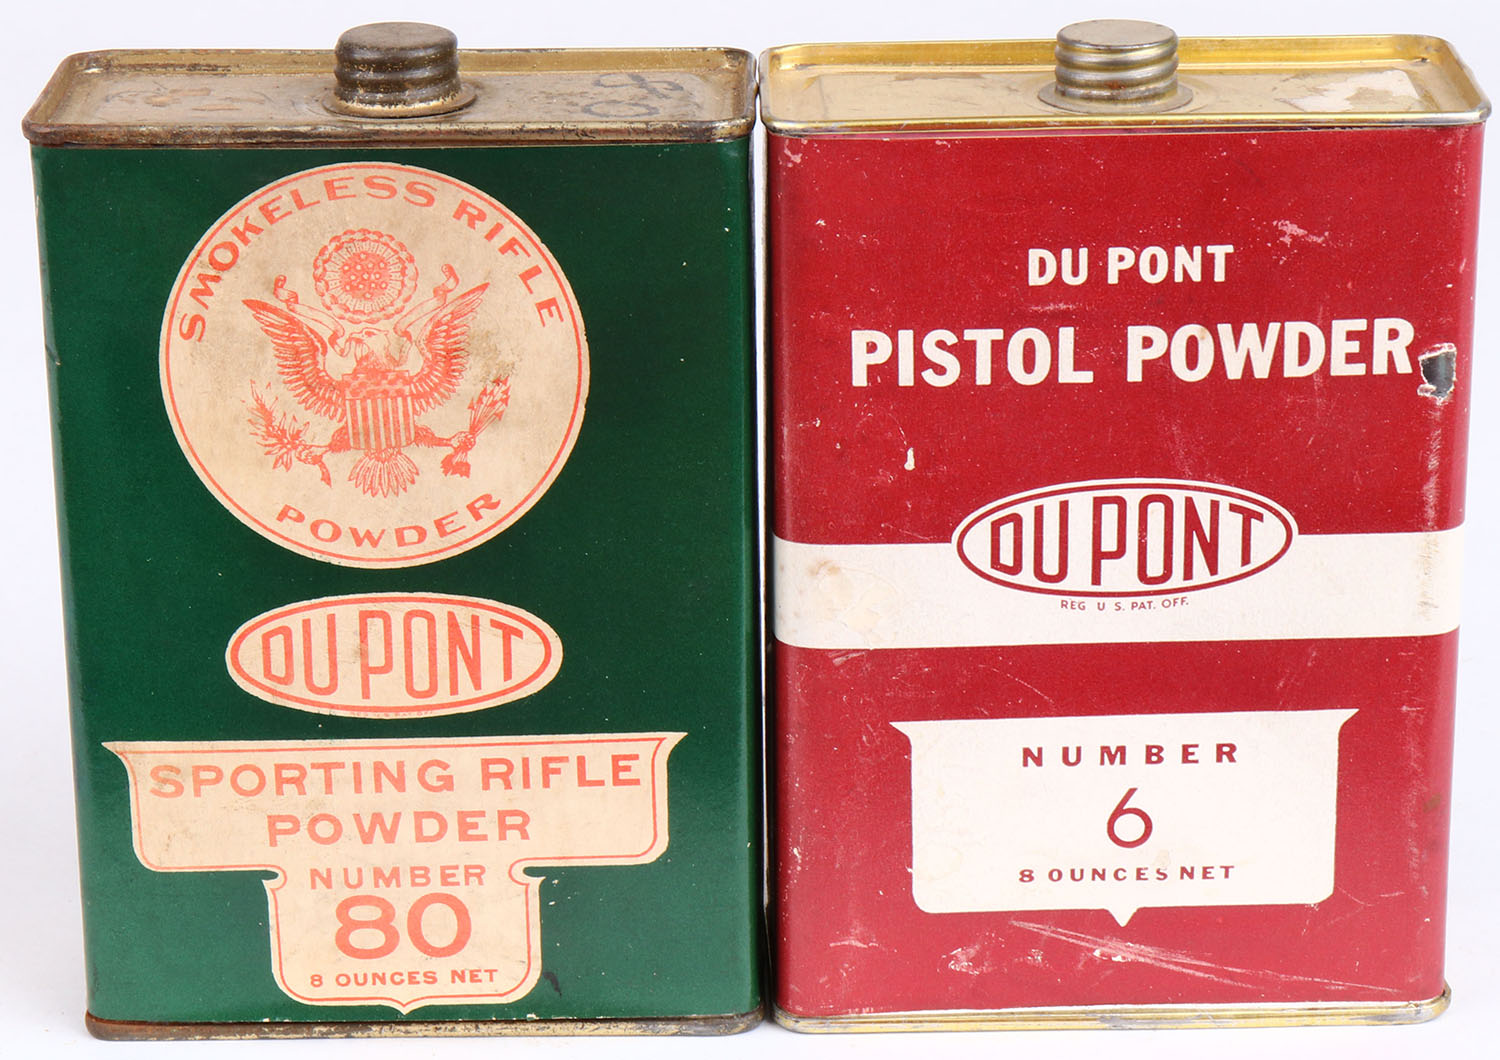 SMOKELESS RIFLE
POWDER
DU PONT
SPORTING RIFLE
POWDER
NUMBER
80
8 OUNCES NET
DU PONT
PISTOL POWDER
DU PONT
REG U S. PAT. OFF.
NUMBER
6
8 OUNCES NET